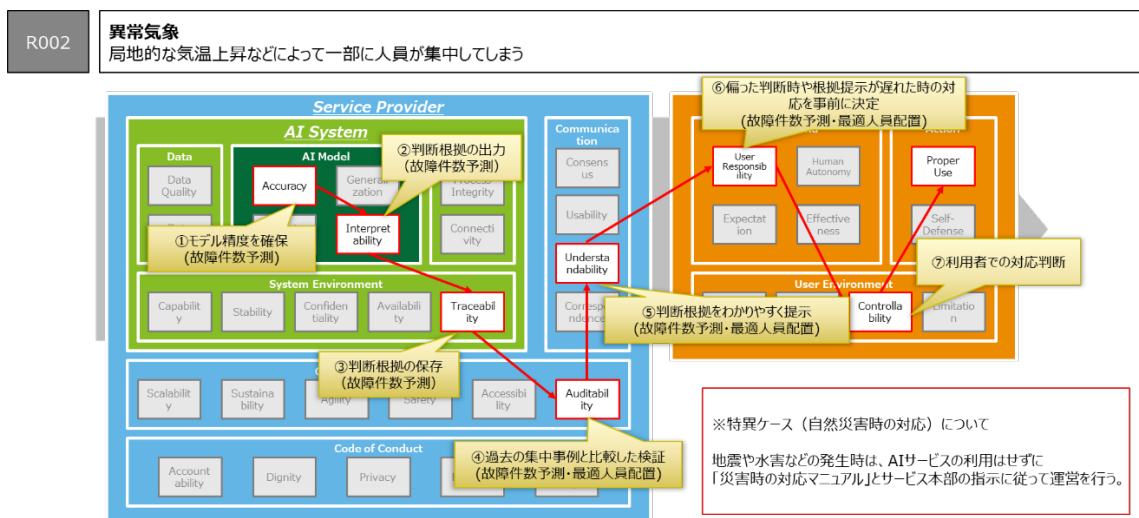 R002
異常気象
局地的な気温上昇などによって一部に人員が集中してしまう
Service Provider
AI System
Data
Data
Quality
AI Model
Accuracy
Generali
zation
Interpret
ability
Process
Integrity
Connecti
vity
①モデル精度を確保
(故障件数予測)
②判断根拠の出力
(故障件数予測)
System Environment
Capabilit
y
Stability
Confiden
tiality
Availabili
ty
Traceabil
ity
③判断根拠の保存
(故障件数予測)
Scalabilit
y
Sustaina
bility
Agility
Safety
Accessibi
lity
Auditabil
ity
④過去の集中事例と比較した検証
(故障件数予測・最適人員配置)
Code of Conduct
Account
ability
Dignity
Privacy
Communica
tion
Consens
us
Usability
Understa
ndability
Correspo
ndence
⑤判断根拠をわかりやすく提示
(故障件数予測・最適人員配置)
⑥偏った判断時や根拠提示が遅れた時の対
応を事前に決定
(故障件数予測・最適人員配置)
User
Responsib
ility
Human
Autonomy
Expectat
ion
Effective
ness
Action
Proper
Use
Self-
Defense
⑦利用者での対応判断
User Environment
Controlla
bility
Limitatio
n
※特異ケース（自然災害時の対応）について
地震や水害などの発生時は、AIサービスの利用はせずに
「災害時の対応マニュアル」とサービス本部の指示に従って運営を行う。